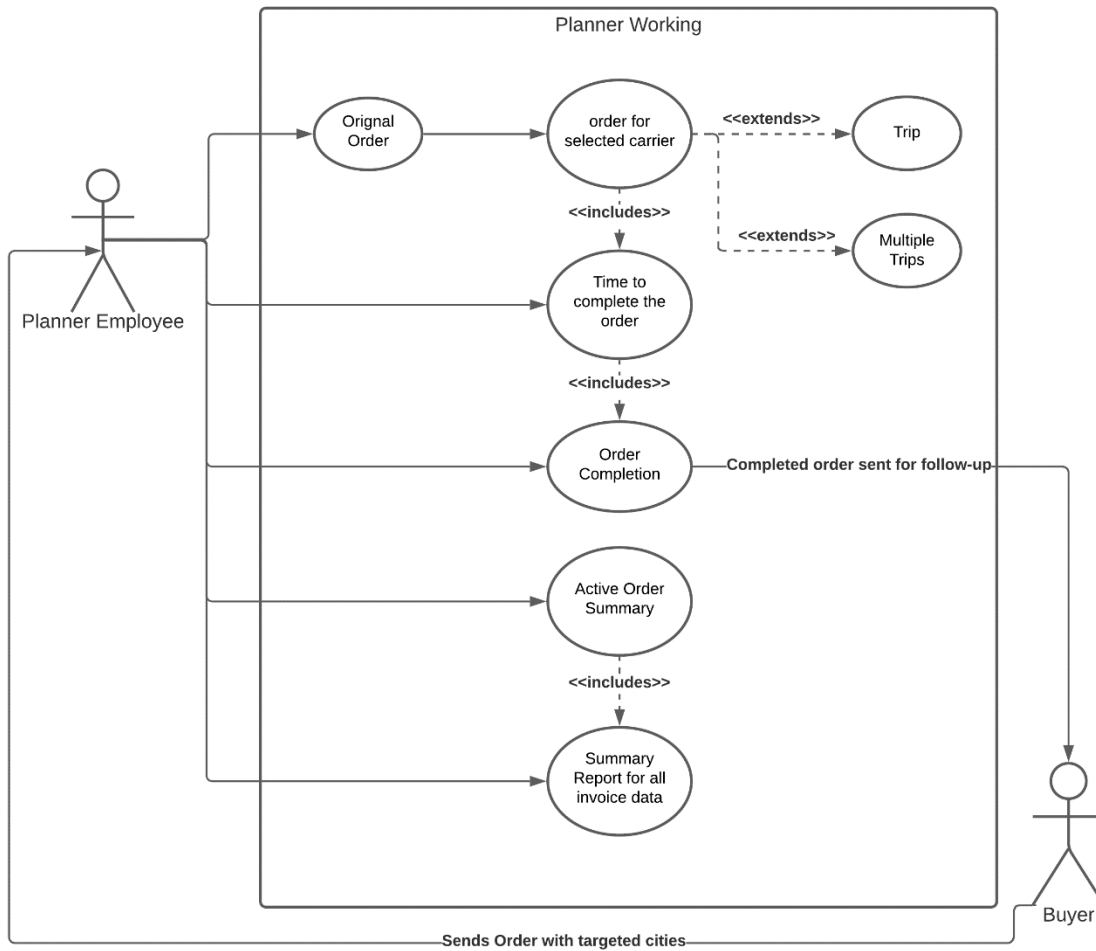 Planner Working
Orignal
Order
order for
selected carrier
<<extends>>
Trip
<<includes>>
<<extends>>
Multiple
Trips
Time to
complete the
order
Planner Employee
<<includes>>
Order
Completion
Completed order sent for follow-up
Active Order
Summary
<<includes>>
Summary
Report for all
invoice data
Buyer
Sends Order with targeted cities